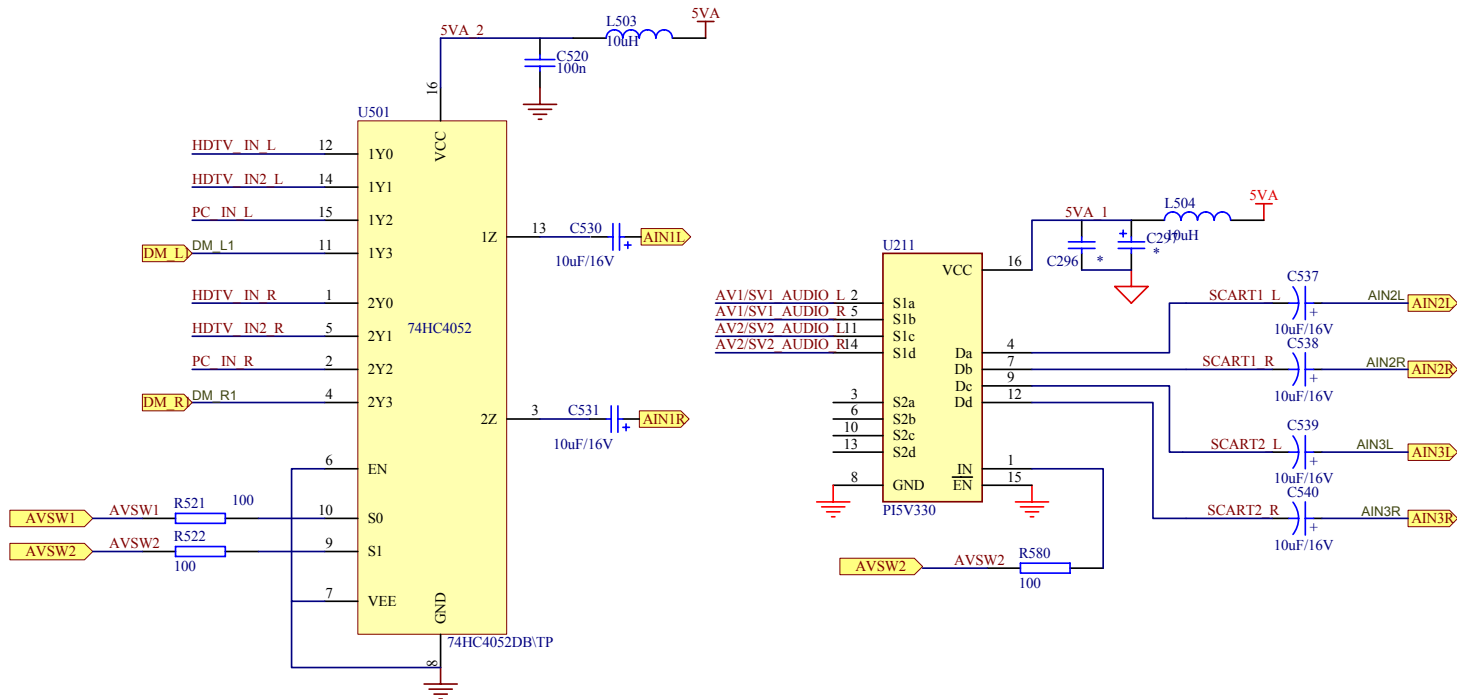 5VA_2
L503
10uH
5VA
C520
100n
16
U501
VCC
HDTV_IN_L 12 1Y0
HDTV_IN2_L 14 1Y1
PC_IN_L 15 1Y2
DM_L DM_L1 11 1Y3
1Z 13 C530 AIN1L
10uF/16V
HDTV_IN_R 1 2Y0
HDTV_IN2_R 5 2Y1
74HC4052
PC_IN_R 2 2Y2
DM_R DM_R1 4 2Y3
2Z 3 C531 AIN1R
10uF/16V
6 EN
AVSW1 AVSW1 R521 100 10 S0
AVSW2 AVSW2 R522 9 S1
100
7 VEE
GND
8
74HC4052DB\TP
5VA_1
L504
10uH
5VA
C296 *
C297 *
U211
VCC 16
AV1/SV1_AUDIO_L 2 S1a
AV1/SV1_AUDIO_R 5 S1b
AV2/SV2_AUDIO_L 11 S1c
AV2/SV2_AUDIO_R 14 S1d
Da 4 SCART1_L C537 AIN2L AIN2L
10uF/16V
Db 7 SCART1_R C538 AIN2R AIN2R
10uF/16V
Dc 9 SCART2_L C539 AIN3L AIN3L
10uF/16V
Dd 12 SCART2_R C540 AIN3R AIN3R
10uF/16V
3 S2a
6 S2b
10 S2c
13 S2d
IN 1
8 GND
EN 15
PI5V330
AVSW2 AVSW2 R580
100